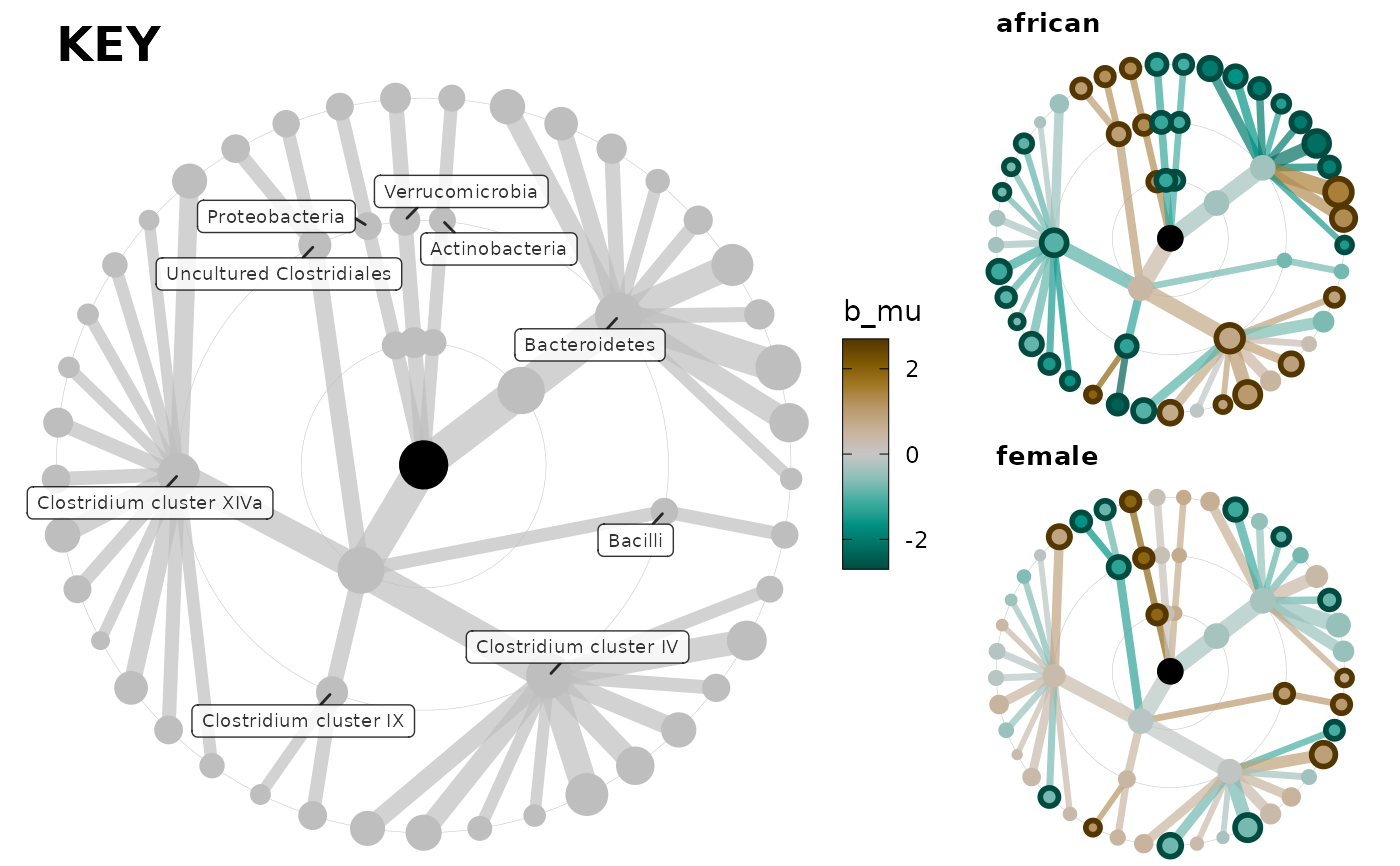 KEY
african
Verrucomicrobia
Proteobacteria
Actinobacteria
Uncultured Clostridiales
b_mu
Bacteroidetes
2
0
-2
female
Clostridium cluster XIVa
Bacilli
Clostridium cluster IV
Clostridium cluster IX